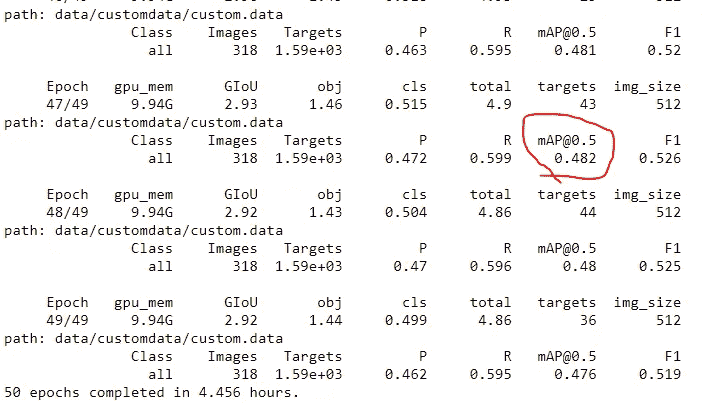 path: data/customdata/custom.data
Class Images Targets P R mAP@0.5 F1
all 318 1.59e+03 0.463 0.595 0.481 0.52
Epoch gpu_mem GIoU obj cls total targets img_size
47/49 9.94G 2.93 1.46 0.515 4.9 43 512
path: data/customdata/custom.data
Class Images Targets P R mAP@0.5 F1
all 318 1.59e+03 0.472 0.599 0.482 0.526
Epoch gpu_mem GIoU obj cls total targets img_size
48/49 9.94G 2.92 1.43 0.504 4.86 44 512
path: data/customdata/custom.data
Class Images Targets P R mAP@0.5 F1
all 318 1.59e+03 0.47 0.596 0.48 0.525
Epoch gpu_mem GIoU obj cls total targets img_size
49/49 9.94G 2.92 1.44 0.499 4.86 36 512
path: data/customdata/custom.data
Class Images Targets P R mAP@0.5 F1
all 318 1.59e+03 0.462 0.595 0.476 0.519
50 epochs completed in 4.456 hours.